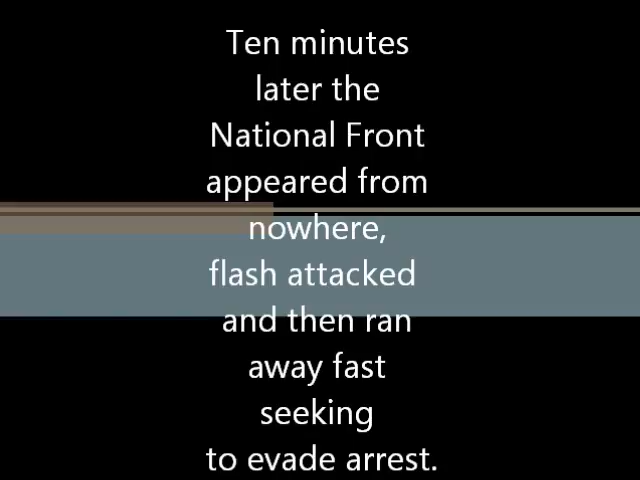 Ten minutes
later the
National Front
appeared from
nowhere,
flash attacked
and then ran
away fast
seeking
to evade arrest.